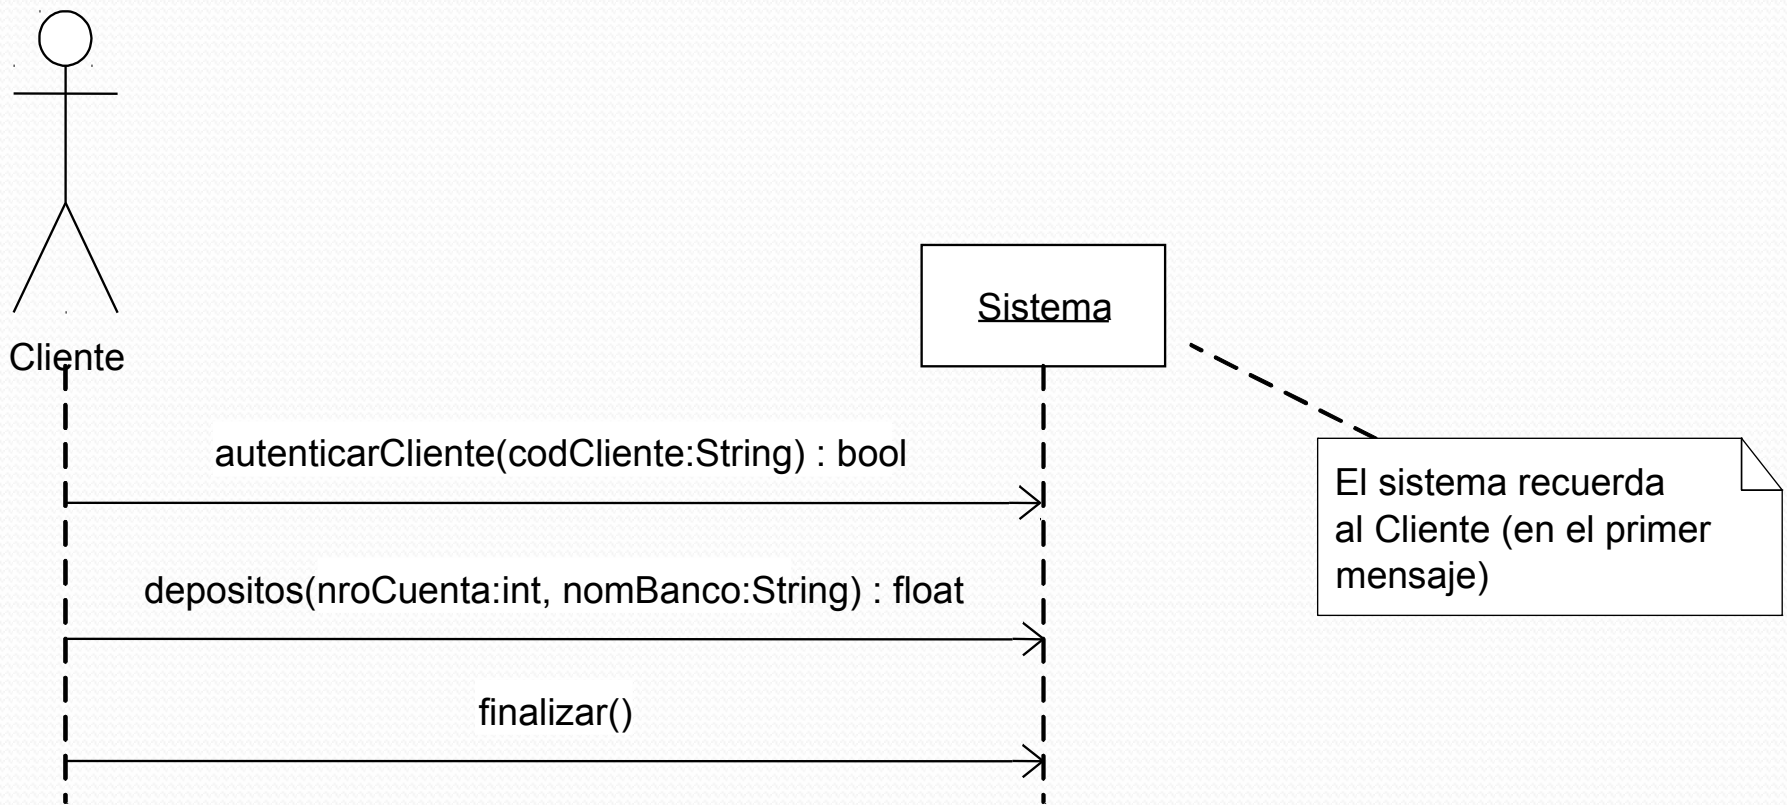 Sistema
Cliente
autenticarCliente(codCliente:String) : bool
El sistema recuerda
al Cliente (en el primer
mensaje)
depositos(nroCuenta:int, nomBanco:String) : float
finalizar()